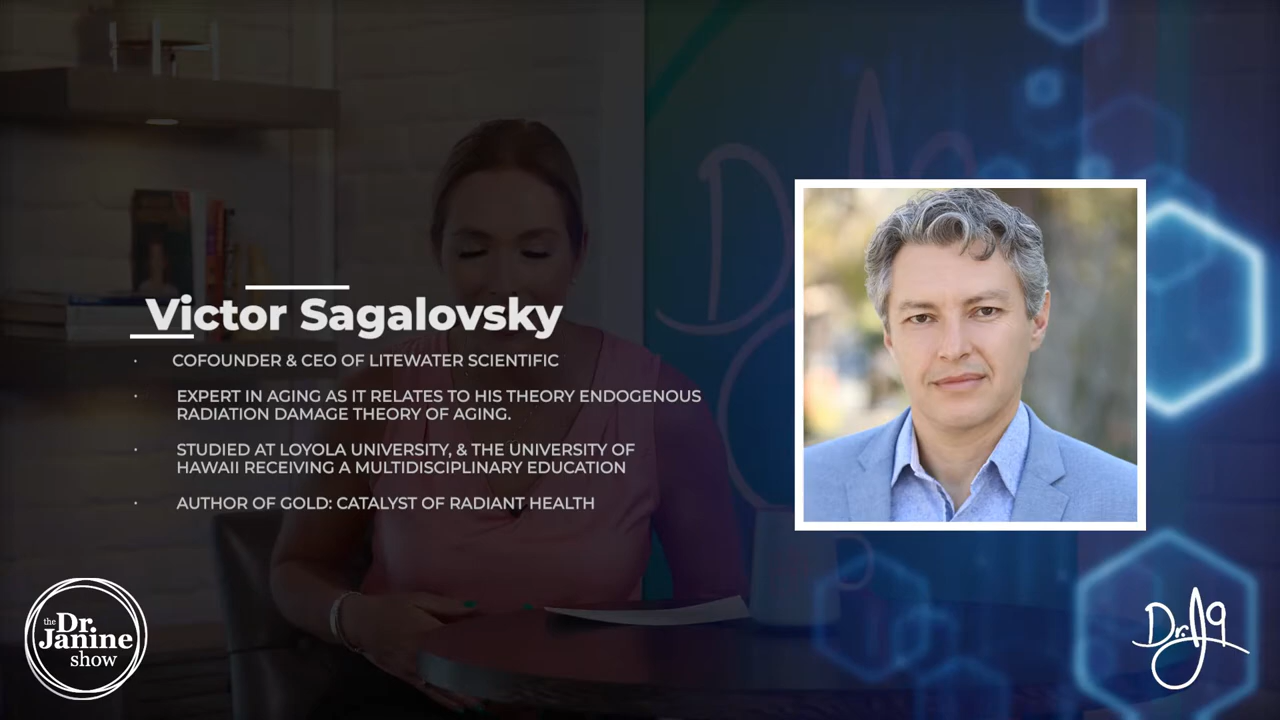 Victor Sagalovsky
· COFOUNDER & CEO OF LITEWATER SCIENTIFIC
· EXPERT IN AGING AS IT RELATES TO HIS THEORY ENDOGENOUS
RADIATION DAMAGE THEORY OF AGING.
· STUDIED AT LOYOLA UNIVERSITY, & THE UNIVERSITY OF
HAWAII RECEIVING A MULTIDISCIPLINARY EDUCATION
· AUTHOR OF GOLD: CATALYST OF RADIANT HEALTH
the Dr.
Janine
show
Dr.